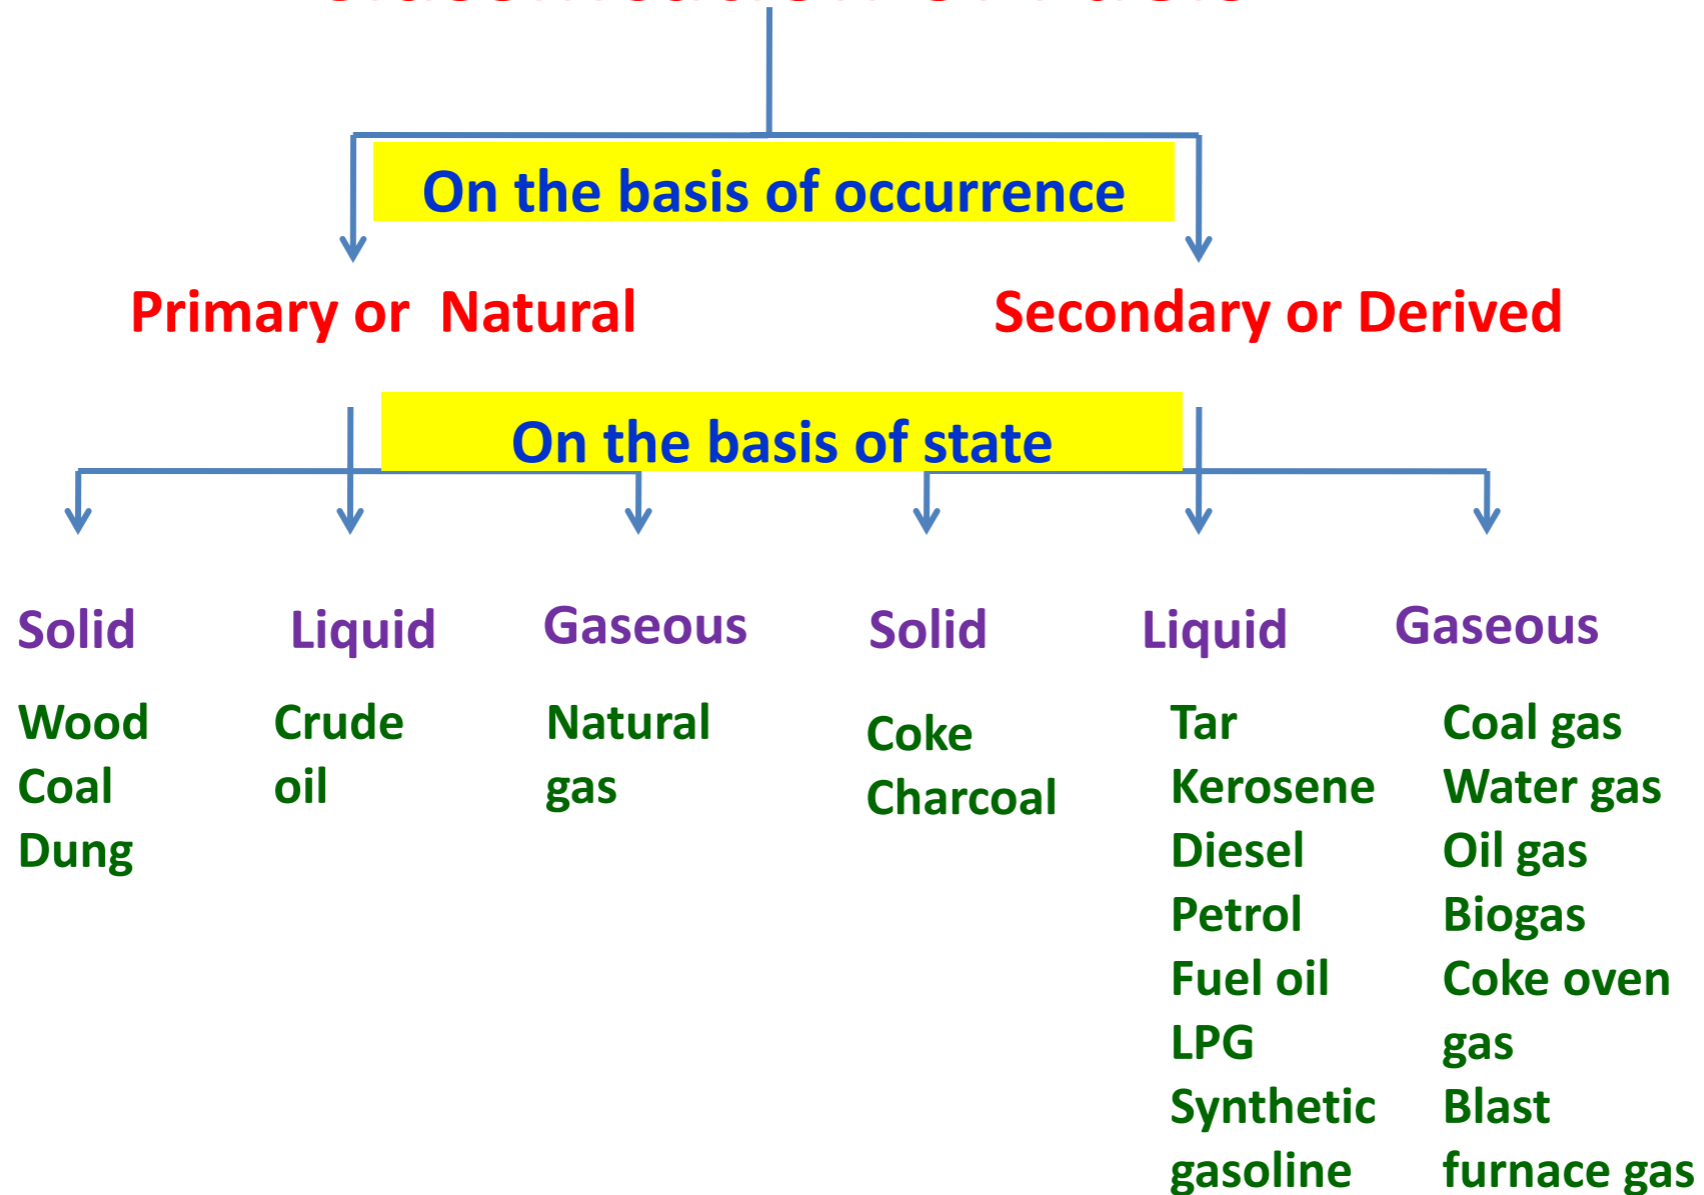 On the basis of occurrence
Primary or Natural
Secondary or Derived
On the basis of state
Solid
Liquid
Gaseous
Solid
Liquid
Gaseous
Wood
Coal
Dung
Crude
oil
Natural
gas
Coke
Charcoal
Tar
Kerosene
Diesel
Petrol
Fuel oil
LPG
Synthetic
gasoline
Coal gas
Water gas
Oil gas
Biogas
Coke oven
gas
Blast
furnace gas